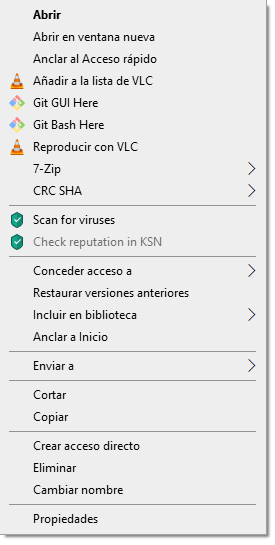 Abrir
Abrir en ventana nueva
Anclar al Acceso rápido
Añadir a la lista de VLC
Git GUI Here
Git Bash Here
Reproducir con VLC
7-Zip
CRC SHA
Scan for viruses
Check reputation in KSN
Conceder acceso a
Restaurar versiones anteriores
Incluir en biblioteca
Anclar a Inicio
Enviar a
Cortar
Copiar
Crear acceso directo
Eliminar
Cambiar nombre
Propiedades